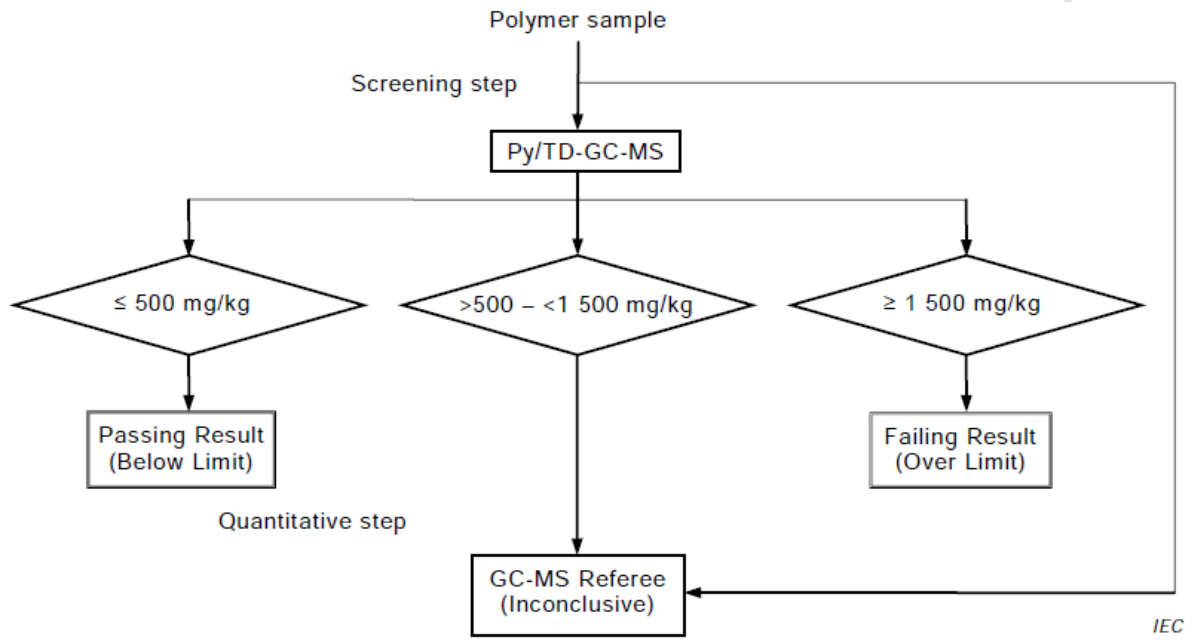 Polymer sample
Screening step
Py/TD-GC-MS
≤ 500 mg/kg
>500 – <1 500 mg/kg
≥ 1 500 mg/kg
Passing Result
(Below Limit)
Failing Result
(Over Limit)
Quantitative step
GC-MS Referee
(Inconclusive)
IEC